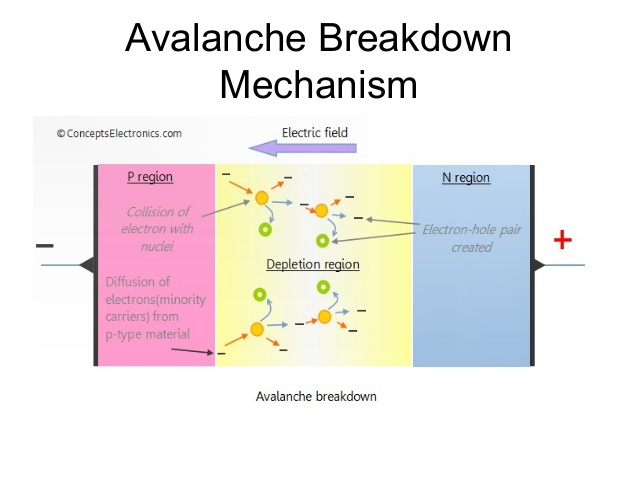 Avalanche Breakdown
Mechanism
© ConceptsElectronics.com
Electric field
P region
N region
Collision of
electron with
nuclei
Electron-hole pair
created
Depletion region
Diffusion of
electrons(minority
carriers) from
p-type material
− +
Avalanche breakdown